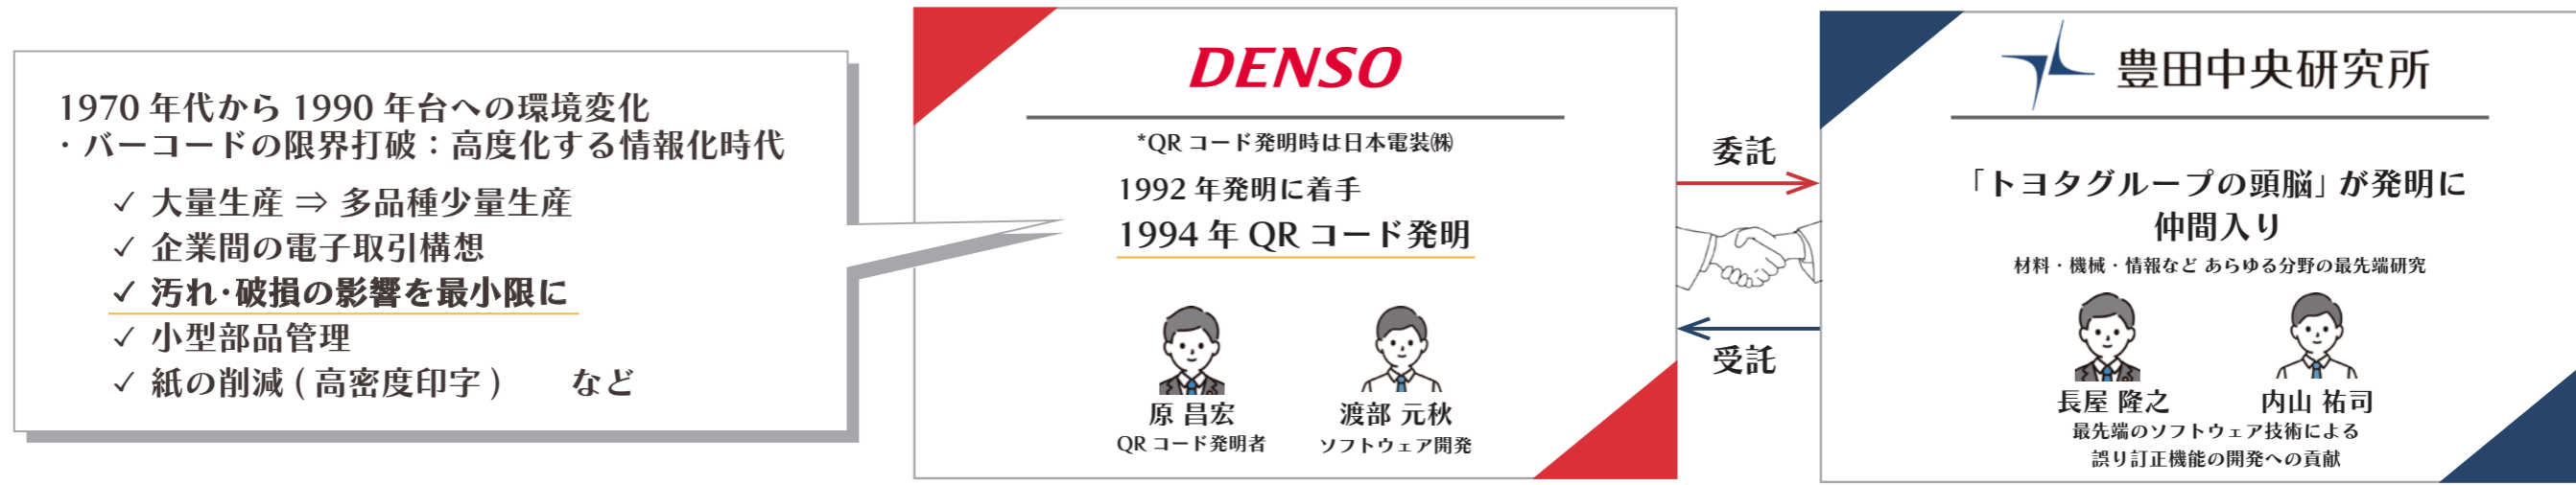 1970 年代から 1990 年台への環境変化
・バーコードの限界打破：高度化する情報化時代
✓ 大量生産 ⇒ 多品種少量生産
✓ 企業間の電子取引構想
✓ 汚れ･破損の影響を最小限に
✓ 小型部品管理
✓ 紙の削減 ( 高密度印字 )　　など
DENSO
*QR コード発明時は日本電装㈱
1992 年発明に着手
1994 年 QR コード発明
原 昌宏
QR コード発明者
渡部 元秋
ソフトウェア開発
委託
受託
豊田中央研究所
「トヨタグループの頭脳」が発明に
仲間入り
材料・機械・情報など あらゆる分野の最先端研究
長屋 隆之
内山 祐司
最先端のソフトウェア技術による
誤り訂正機能の開発への貢献